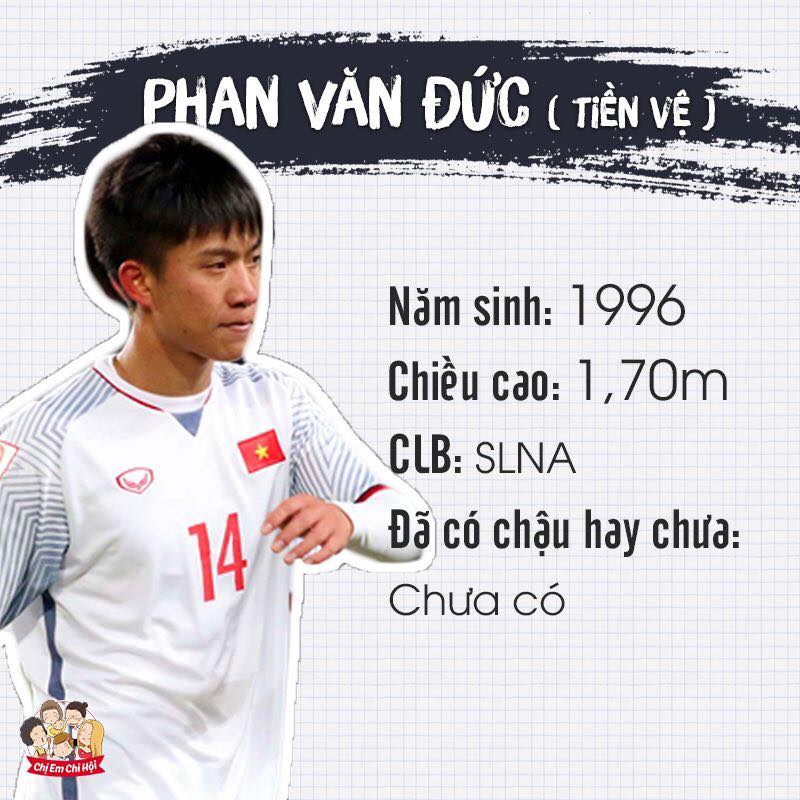 PHAN VĂN ĐỨC ( TIỀN VỆ )
Năm sinh: 1996
Chiều cao: 1,70m
CLB: SLNA
Đã có chậu hay chưa:
Chưa có
14
Chị Em Chi Hội